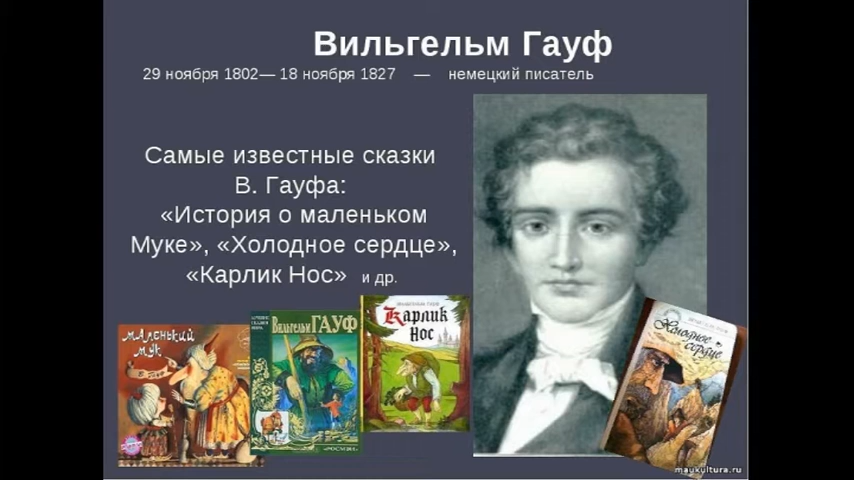 Вильгельм Гауф
29 ноября 1802— 18 ноября 1827 — немецкий писатель
Самые известные сказки
В. Гауфа:
«История о маленьком
Муке», «Холодное сердце»,
«Карлик Нос» и др.
Маленький
Мук
Вильгельм ГАУФ
Карлик
Нос
Холодное
сердце
maukultura.ru